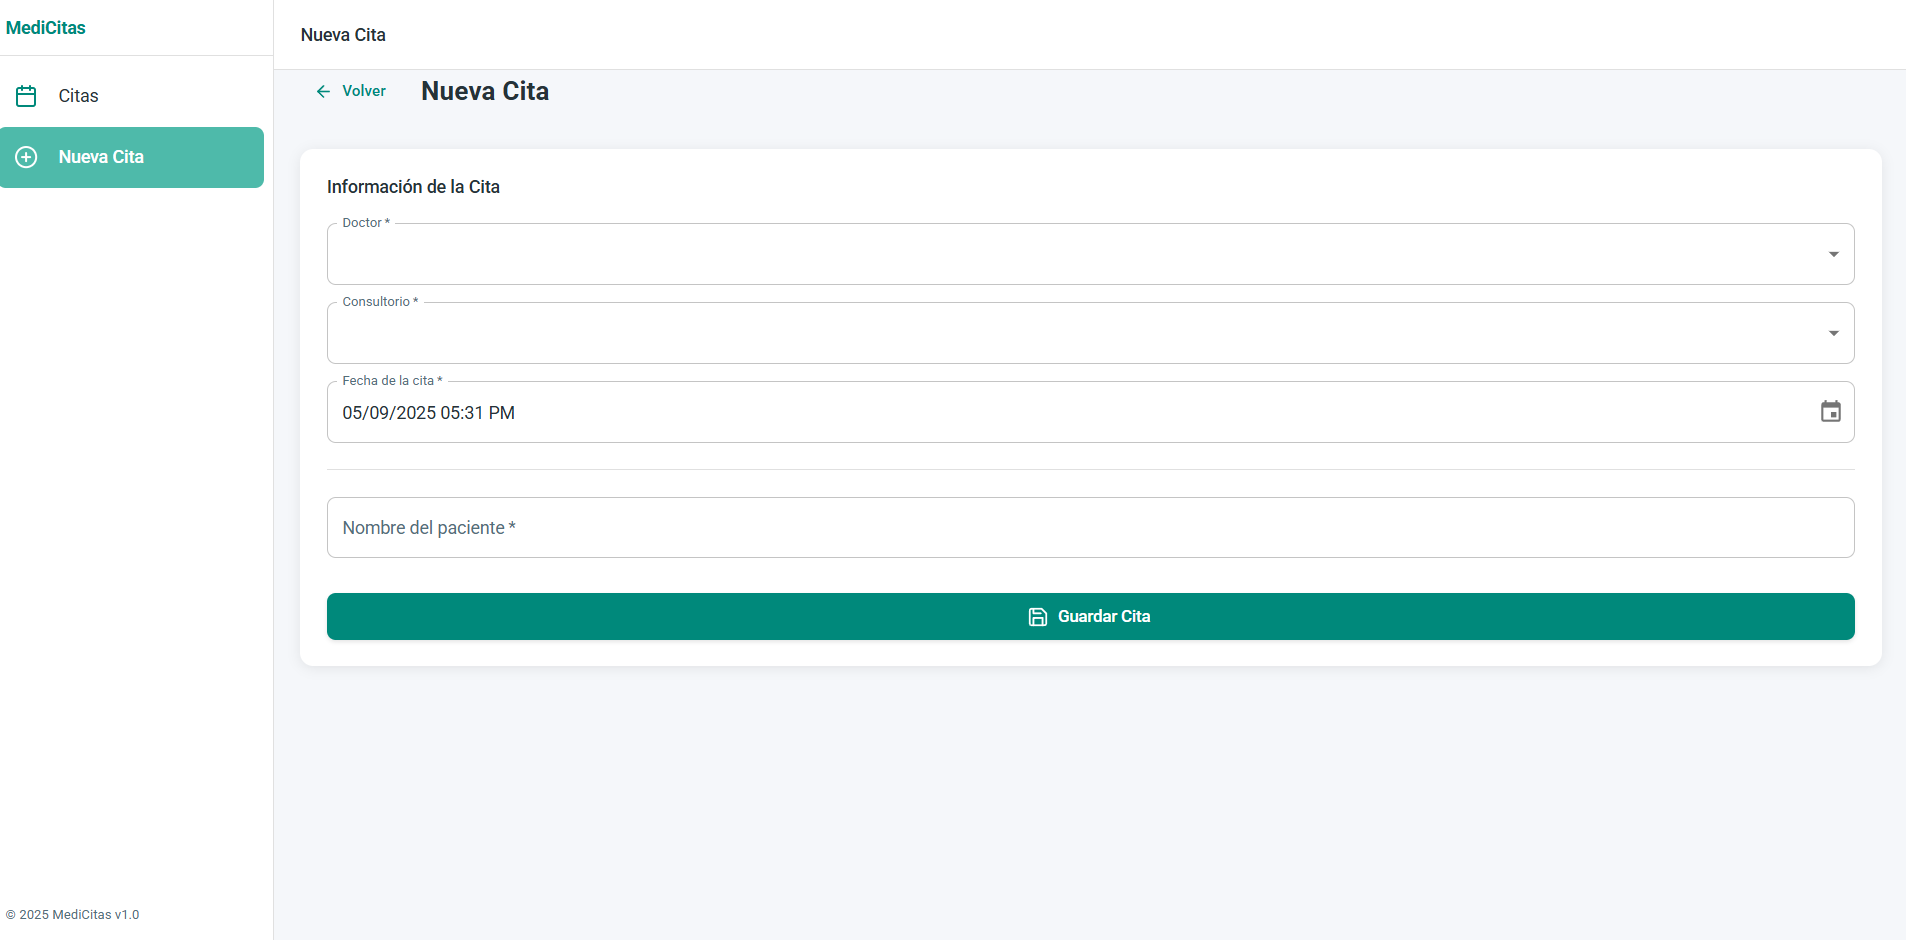 MediCitas
Citas
Nueva Cita
© 2025 MediCitas v1.0
Nueva Cita
Volver
Nueva Cita
Información de la Cita
Doctor *
Consultorio *
Fecha de la cita *
05/09/2025 05:31 PM
Nombre del paciente *
Guardar Cita